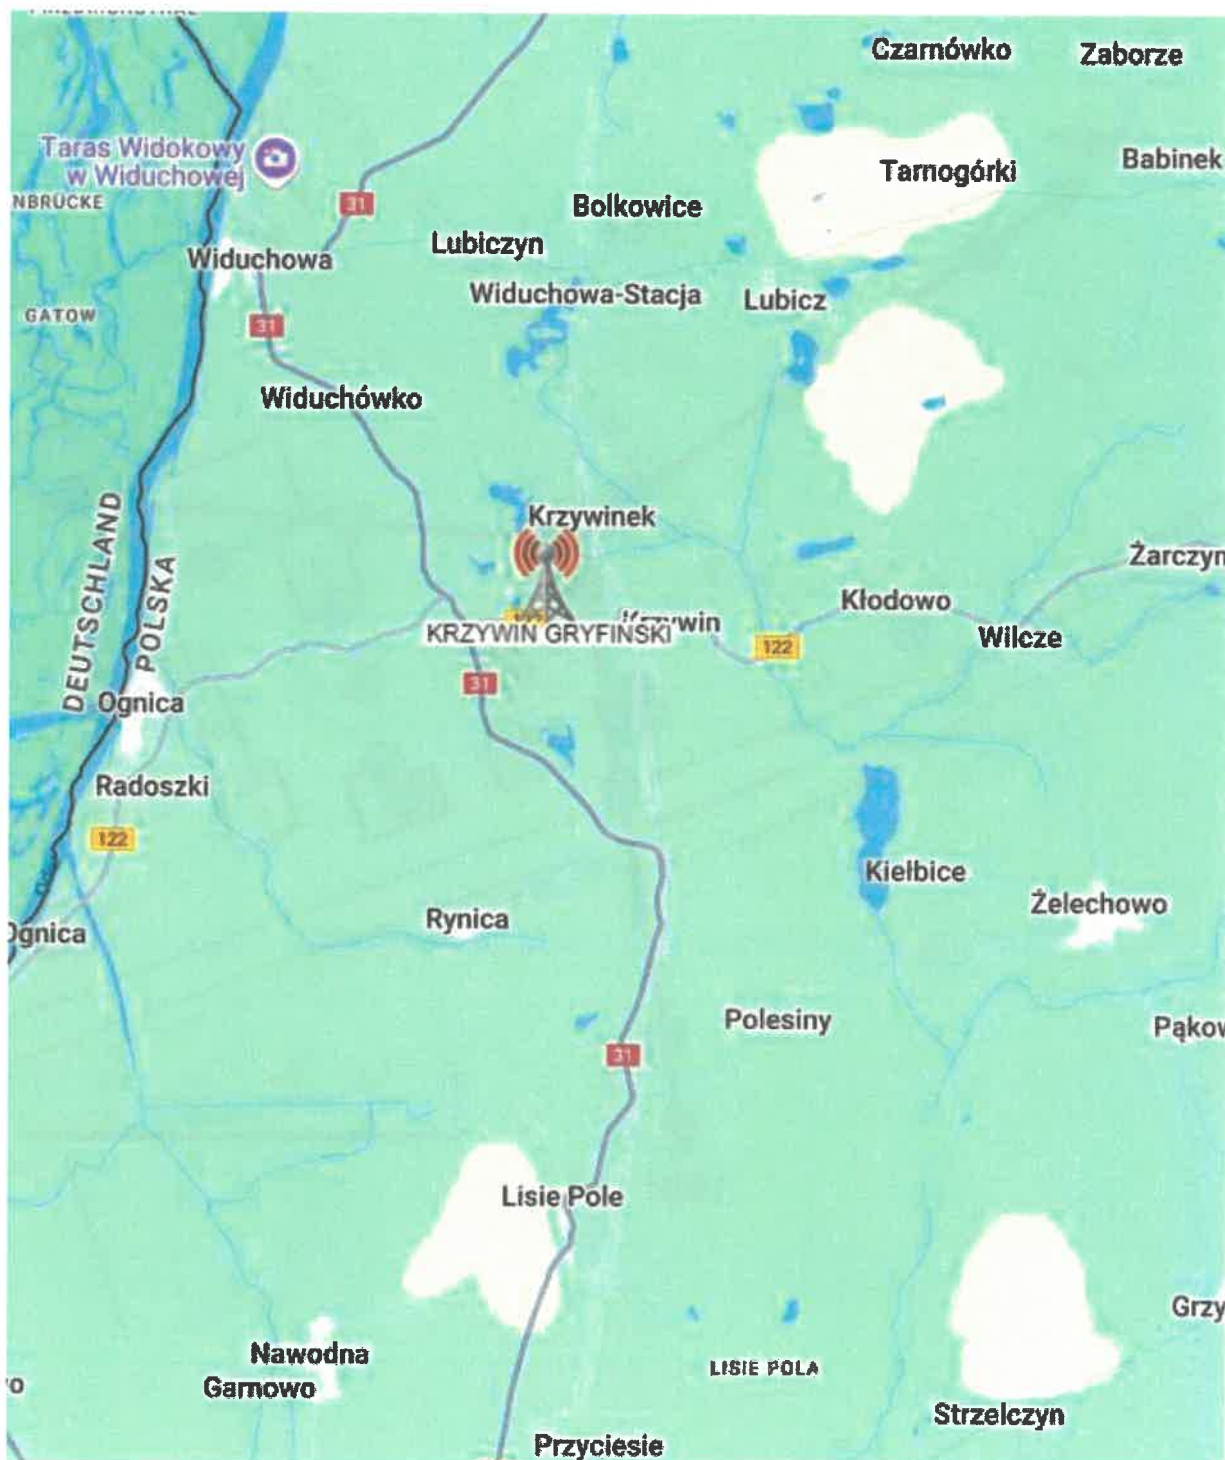 Czarnówko
Zaborze
Taras Widokowy
w Widuchowej
Babinek
Tarnogórki
NBRÜCKE
31
Bolkowice
Lubiczyn
Widuchowa
Widuchowa-Stacja
Lubicz
GATOW
31
Widuchówko
DEUTSCHLAND
POLSKA
Krzywinek
Żarczyn
Kłodowo
KRZYWIN GRYFIŃSKI
Krzywin
122
Wilcze
31
Ognica
Radoszki
122
Kiełbice
Żelechowo
Rynica
Ognica
Polesiny
Pąkow
31
Lisie Pole
Grzy
Nawodna
Garnowo
LISIE POLA
Strzelczyn
Przyciesie